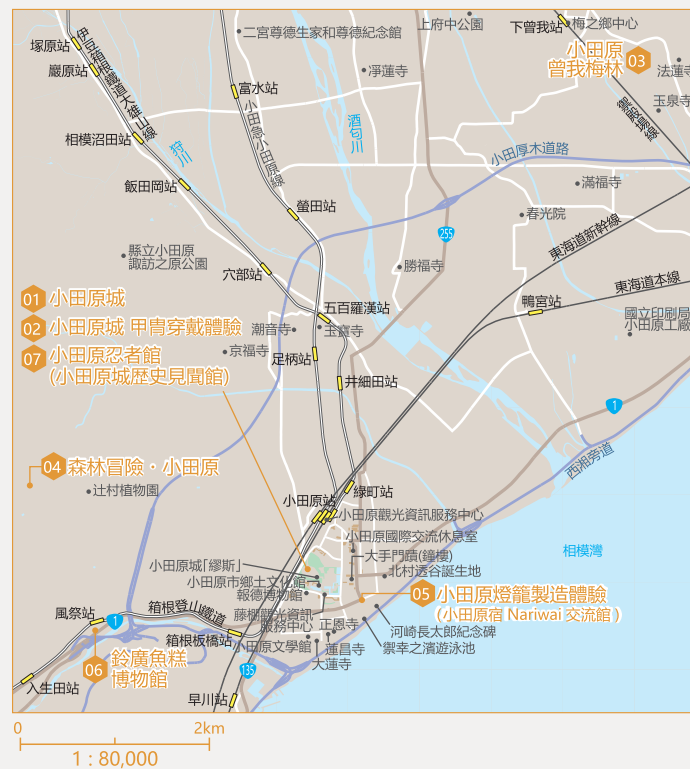 二宮尊德生家和尊德紀念館
上府中公園
下曾我站
梅之鄉中心
塚原站
伊豆箱根鐵道大雄山線
小田原
曾我梅林
03
巖原站
淨蓮寺
法蓮寺
富水站
玉泉寺
小田急小田原線
酒匂川
御殿場線
相模沼田站
狩川
小田厚木道路
飯田岡站
滿福寺
螢田站
春光院
255
東海道新幹線
縣立小田原
諏訪之原公園
穴部站
勝福寺
東海道本線
01 小田原城
五百羅漢站
鴨宮站
國立印刷局
小田原工廠
02 小田原城 甲冑穿戴體驗
潮音寺
玉寶寺
07 小田原忍者館
(小田原城歷史見聞館)
京福寺
足柄站
井細田站
1
西湘旁道
04 森林冒險・小田原
辻村植物園
小田原站
綠町站
小田原觀光資訊服務中心
小田原國際交流休息室
大手門蹟(鐘樓)
相模灣
小田原城「繆斯」
北村透谷誕生地
小田原市鄉土文化館
報德博物館
05 小田原燈籠製造體驗
(小田原宿 Nariwai 交流館)
風祭站
1
箱根登山鐵道
藤棚觀光資訊
服務中心
正恩寺
河崎長太郎紀念碑
箱根板橋站
小田原文學館
蓮昌寺
禦幸之濱遊泳池
大蓮寺
06 鈴廣魚糕
博物館
135
入生田站
早川站
0
2km
1 : 80,000